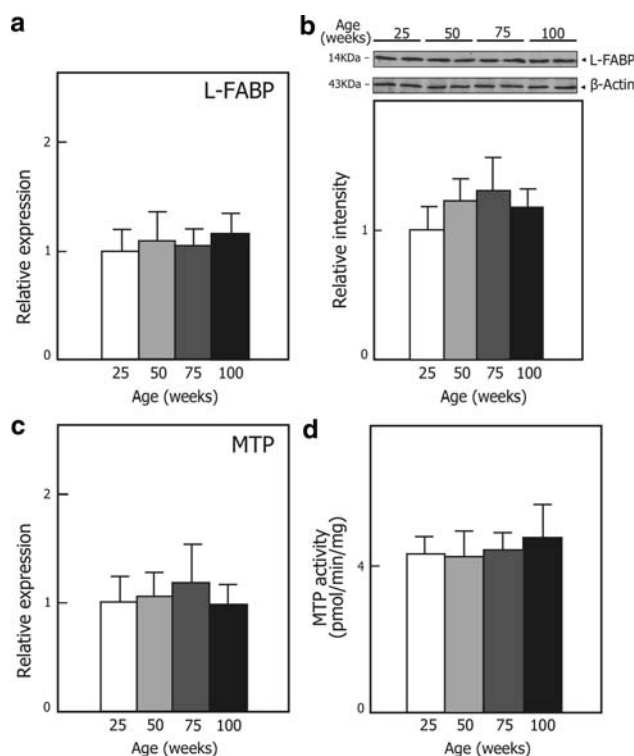 a
L-FABP
2
1
0
Relative expression
25 50 75 100
Age (weeks)
b
Age (weeks) 25 50 75 100
14KDa – ◂ L-FABP
43KDa – ◂ β-Actin
1
0
Relative intensity
25 50 75 100
Age (weeks)
c
MTP
2
1
0
Relative expression
25 50 75 100
Age (weeks)
d
4
0
MTP activity
(pmol/min/mg)
25 50 75 100
Age (weeks)